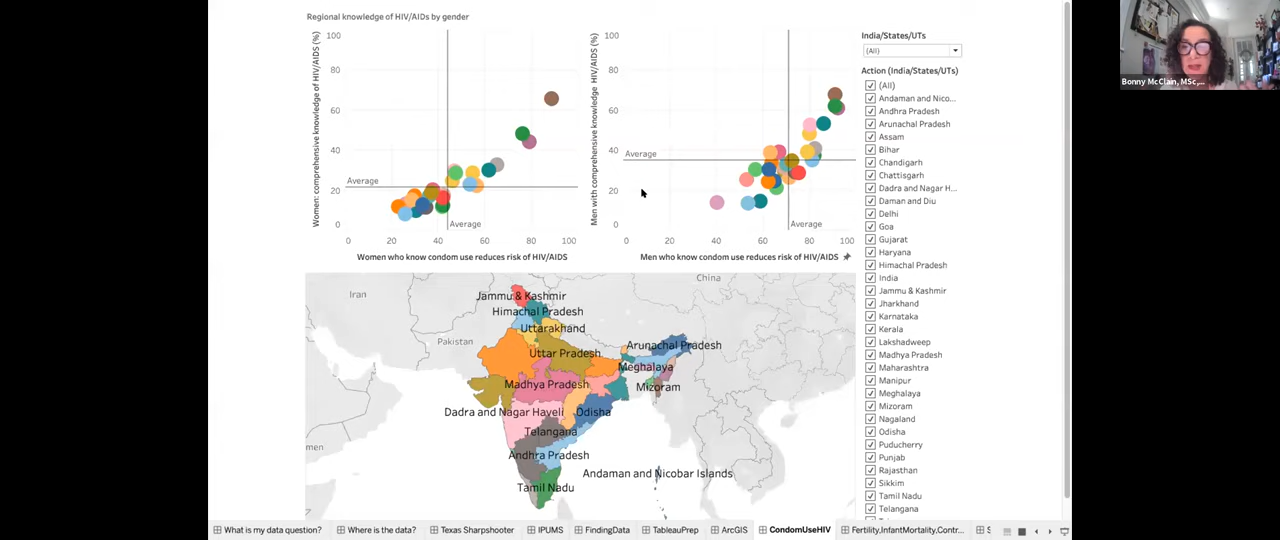 Regional knowledge of HIV/AIDs by gender
Women: comprehensive knowledge of HIV/AIDS (%)
100
80
60
40
20
0
Average
Average
0
20
40
60
80
100
Women who know condom use reduces risk of HIV/AIDS
Men with comprehensive knowledge HIV/AIDS (%)
100
80
60
40
20
0
Average
Average
0
20
40
60
80
100
Men who know condom use reduces risk of HIV/AIDS
India/States/UTs
(All)
Action (India/States/UTs)
(All)
Andaman and Nico...
Andhra Pradesh
Arunachal Pradesh
Assam
Bihar
Chandigarh
Chattisgarh
Dadra and Nagar H...
Daman and Diu
Delhi
Goa
Gujarat
Haryana
Himachal Pradesh
India
Jammu & Kashmir
Jharkhand
Karnataka
Kerala
Lakshadweep
Madhya Pradesh
Maharashtra
Manipur
Meghalaya
Mizoram
Nagaland
Odisha
Puducherry
Punjab
Rajasthan
Sikkim
Tamil Nadu
Telangana
Iran
China
Pakistan
Jammu & Kashmir
Himachal Pradesh
Uttarakhand
Uttar Pradesh
Arunachal Pradesh
Meghalaya
Madhya Pradesh
Mizoram
Dadra and Nagar Haveli
Odisha
Telangana
men
Andhra Pradesh
Andaman and Nicobar Islands
Tamil Nadu
What is my data question?
Where is the data?
Texas Sharpshooter
IPUMS
FindingData
TableauPrep
ArcGIS
CondomUseHIV
Fertility,InfantMortality,Contr...
S
Bonny McClain, MSc,...